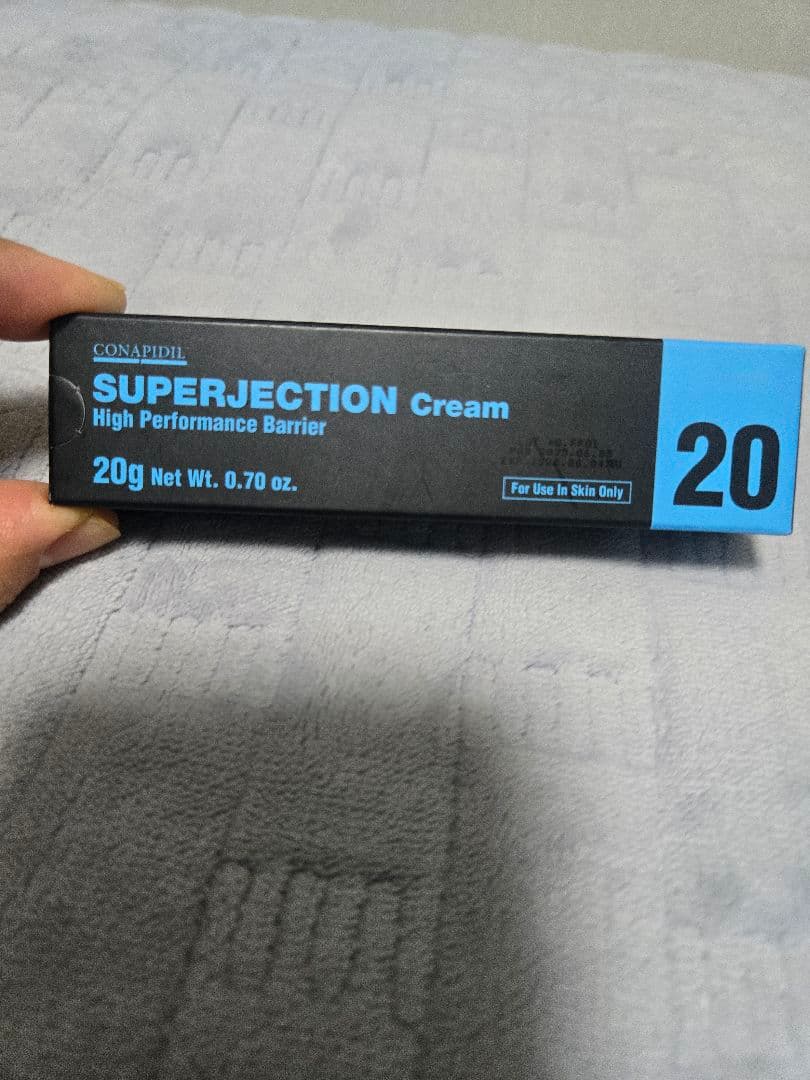 CONAPIDIL
SUPERJECTION Cream
High Performance Barrier
20g Net Wt. 0.70 oz.
For Use In Skin Only
20